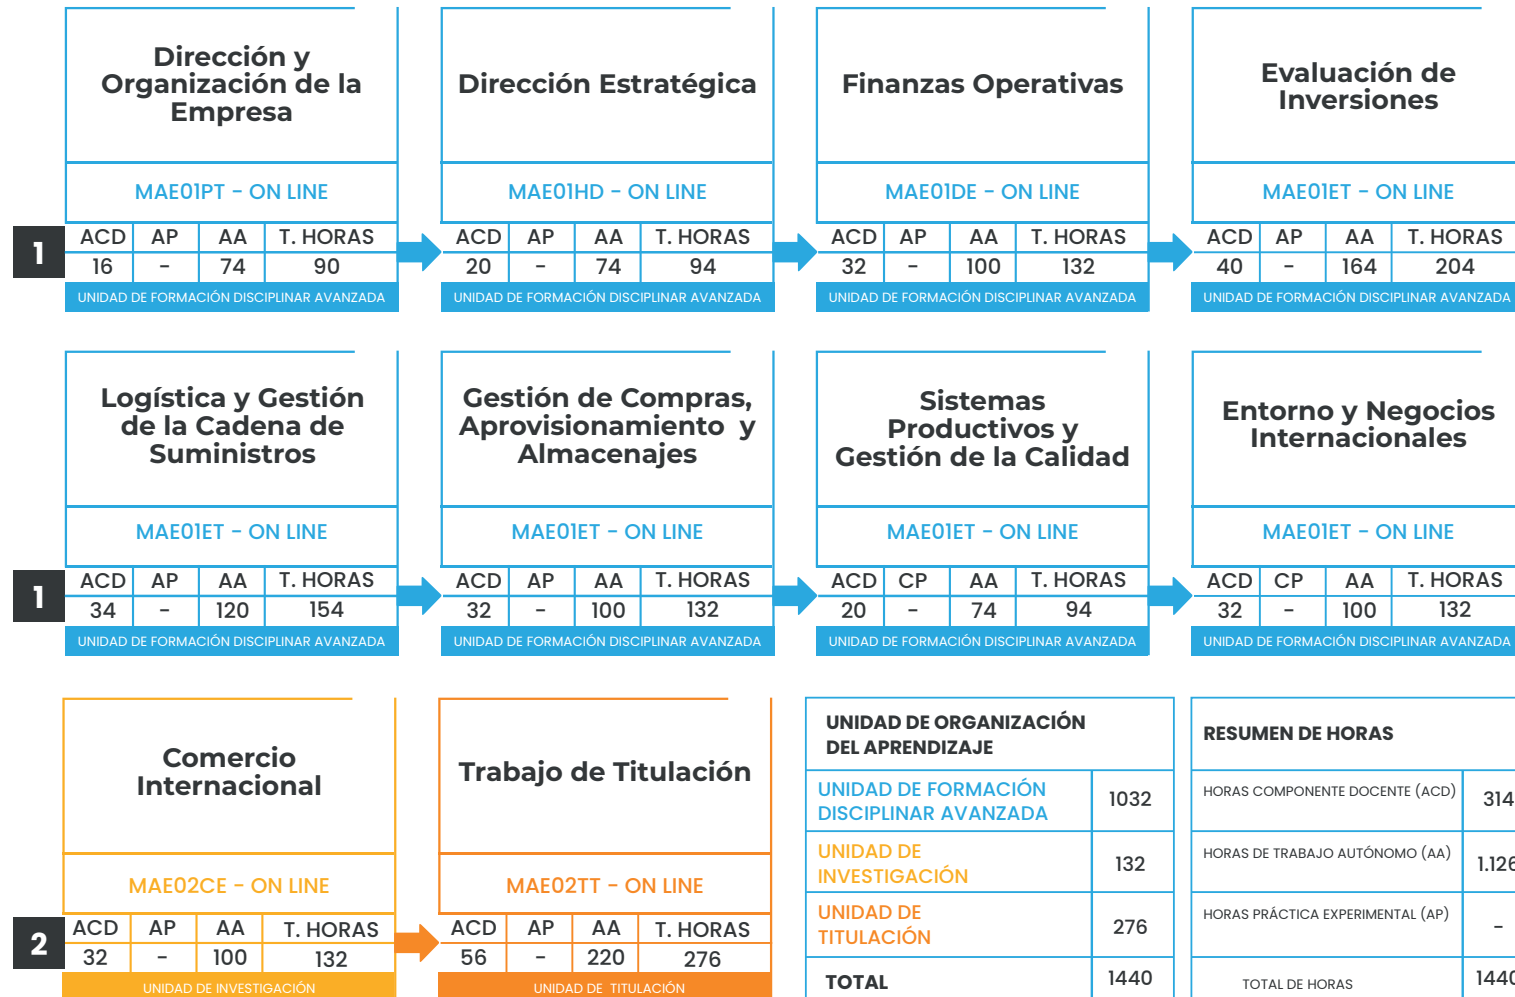 Dirección y
Organización de la
Empresa
MAE01PT - ON LINE
1
ACD AP AA T. HORAS
16 - 74 90
UNIDAD DE FORMACIÓN DISCIPLINAR AVANZADA
Dirección Estratégica
MAE01HD - ON LINE
ACD AP AA T. HORAS
20 - 74 94
UNIDAD DE FORMACIÓN DISCIPLINAR AVANZADA
Finanzas Operativas
MAE01DE - ON LINE
ACD AP AA T. HORAS
32 - 100 132
UNIDAD DE FORMACIÓN DISCIPLINAR AVANZADA
Evaluación de
Inversiones
MAE01ET - ON LINE
ACD AP AA T. HORAS
40 - 164 204
UNIDAD DE FORMACIÓN DISCIPLINAR AVANZADA
Logística y Gestión
de la Cadena de
Suministros
MAE01ET - ON LINE
1
ACD AP AA T. HORAS
34 - 120 154
UNIDAD DE FORMACIÓN DISCIPLINAR AVANZADA
Gestión de Compras,
Aprovisionamiento y
Almacenajes
MAE01ET - ON LINE
ACD AP AA T. HORAS
32 - 100 132
UNIDAD DE FORMACIÓN DISCIPLINAR AVANZADA
Sistemas
Productivos y
Gestión de la Calidad
MAE01ET - ON LINE
ACD CP AA T. HORAS
20 - 74 94
UNIDAD DE FORMACIÓN DISCIPLINAR AVANZADA
Entorno y Negocios
Internacionales
MAE01ET - ON LINE
ACD CP AA T. HORAS
32 - 100 132
UNIDAD DE FORMACIÓN DISCIPLINAR AVANZADA
Comercio
Internacional
MAE02CE - ON LINE
2
ACD AP AA T. HORAS
32 - 100 132
UNIDAD DE INVESTIGACIÓN
Trabajo de Titulación
MAE02TT - ON LINE
ACD AP AA T. HORAS
56 - 220 276
UNIDAD DE TITULACIÓN
UNIDAD DE ORGANIZACIÓN
DEL APRENDIZAJE
UNIDAD DE FORMACIÓN
DISCIPLINAR AVANZADA 1032
UNIDAD DE
INVESTIGACIÓN 132
UNIDAD DE
TITULACIÓN 276
TOTAL 1440
RESUMEN DE HORAS
HORAS COMPONENTE DOCENTE (ACD) 314
HORAS DE TRABAJO AUTÓNOMO (AA) 1.126
HORAS PRÁCTICA EXPERIMENTAL (AP) -
TOTAL DE HORAS 1440